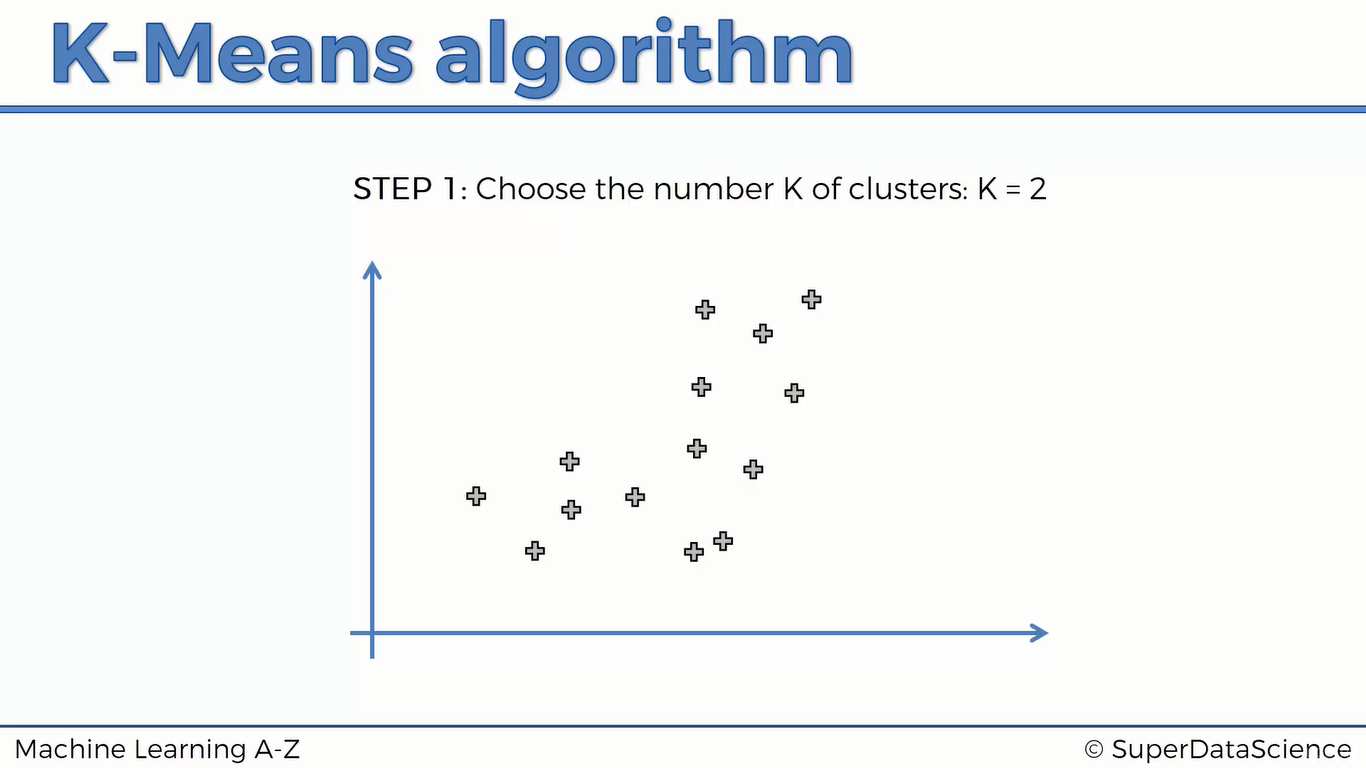 K-Means algorithm
STEP 1: Choose the number K of clusters: K = 2
Machine Learning A-Z
© SuperDataScience